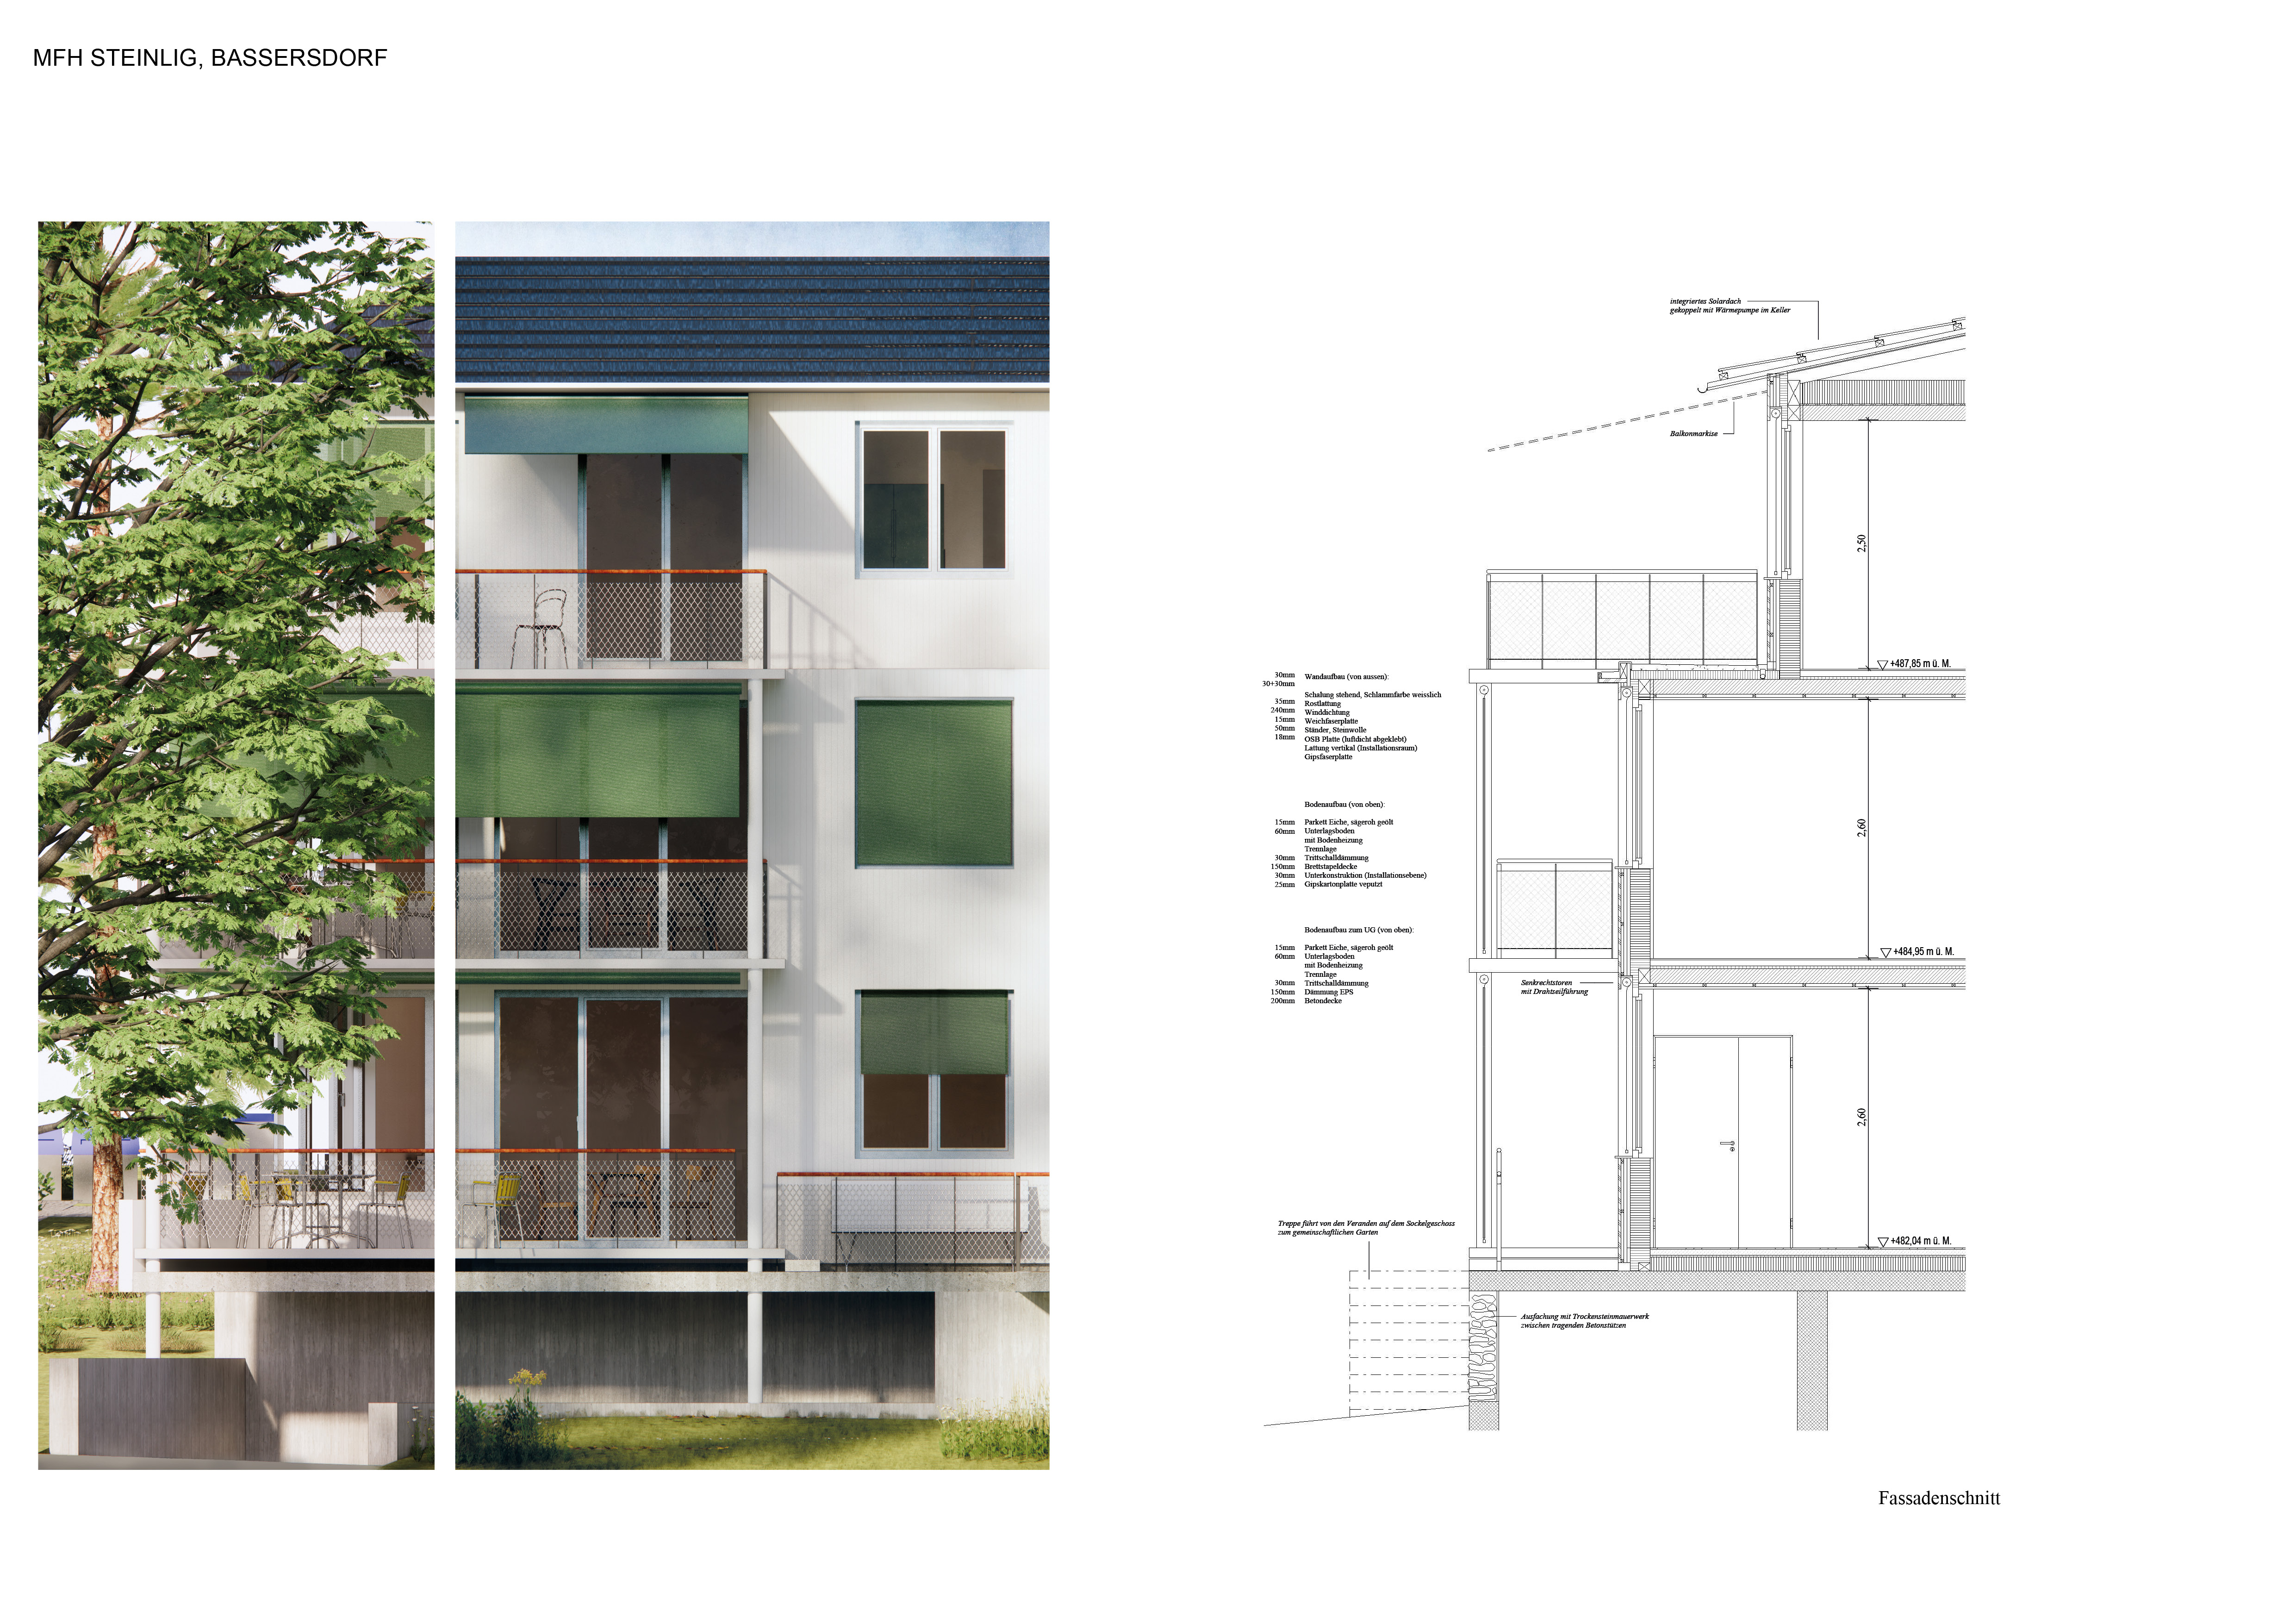 MFH STEINLIG, BASSERSDORF
integriertes Solardach
gekoppelt mit Wärmepumpe im Keller
Balkonmarkise
2,50
+487,85 m ü. M.
30mm Wandaufbau (von aussen):
30+30mm
Schalung stehend, Schlammfarbe weisslich
35mm Rostlattung
240mm Winddichtung
15mm Weichfaserplatte
50mm Ständer, Steinwolle
18mm OSB Platte (luftdicht abgeklebt)
Lattung vertikal (Installationsraum)
Gipsfaserplatte
Bodenaufbau (von oben):
15mm Parkett Eiche, sägeroh geölt
60mm Unterlagsboden
mit Bodenheizung
Trennlage
30mm Trittschalldämmung
150mm Brettstapeldecke
30mm Unterkonstruktion (Installationsebene)
25mm Gipskartonplatte veputzt
2,60
Bodenaufbau zum UG (von oben):
15mm Parkett Eiche, sägeroh geölt
60mm Unterlagsboden
mit Bodenheizung
Trennlage
30mm Trittschalldämmung
150mm Dämmung EPS
200mm Betondecke
+484,95 m ü. M.
Senkrechtstoren
mit Drahtseilführung
2,60
Treppe führt von den Veranden auf dem Sockelgeschoss
zum gemeinschaftlichen Garten
+482,04 m ü. M.
Ausfachung mit Trockensteinmauerwerk
zwischen tragenden Betonstützen
Fassadenschnitt